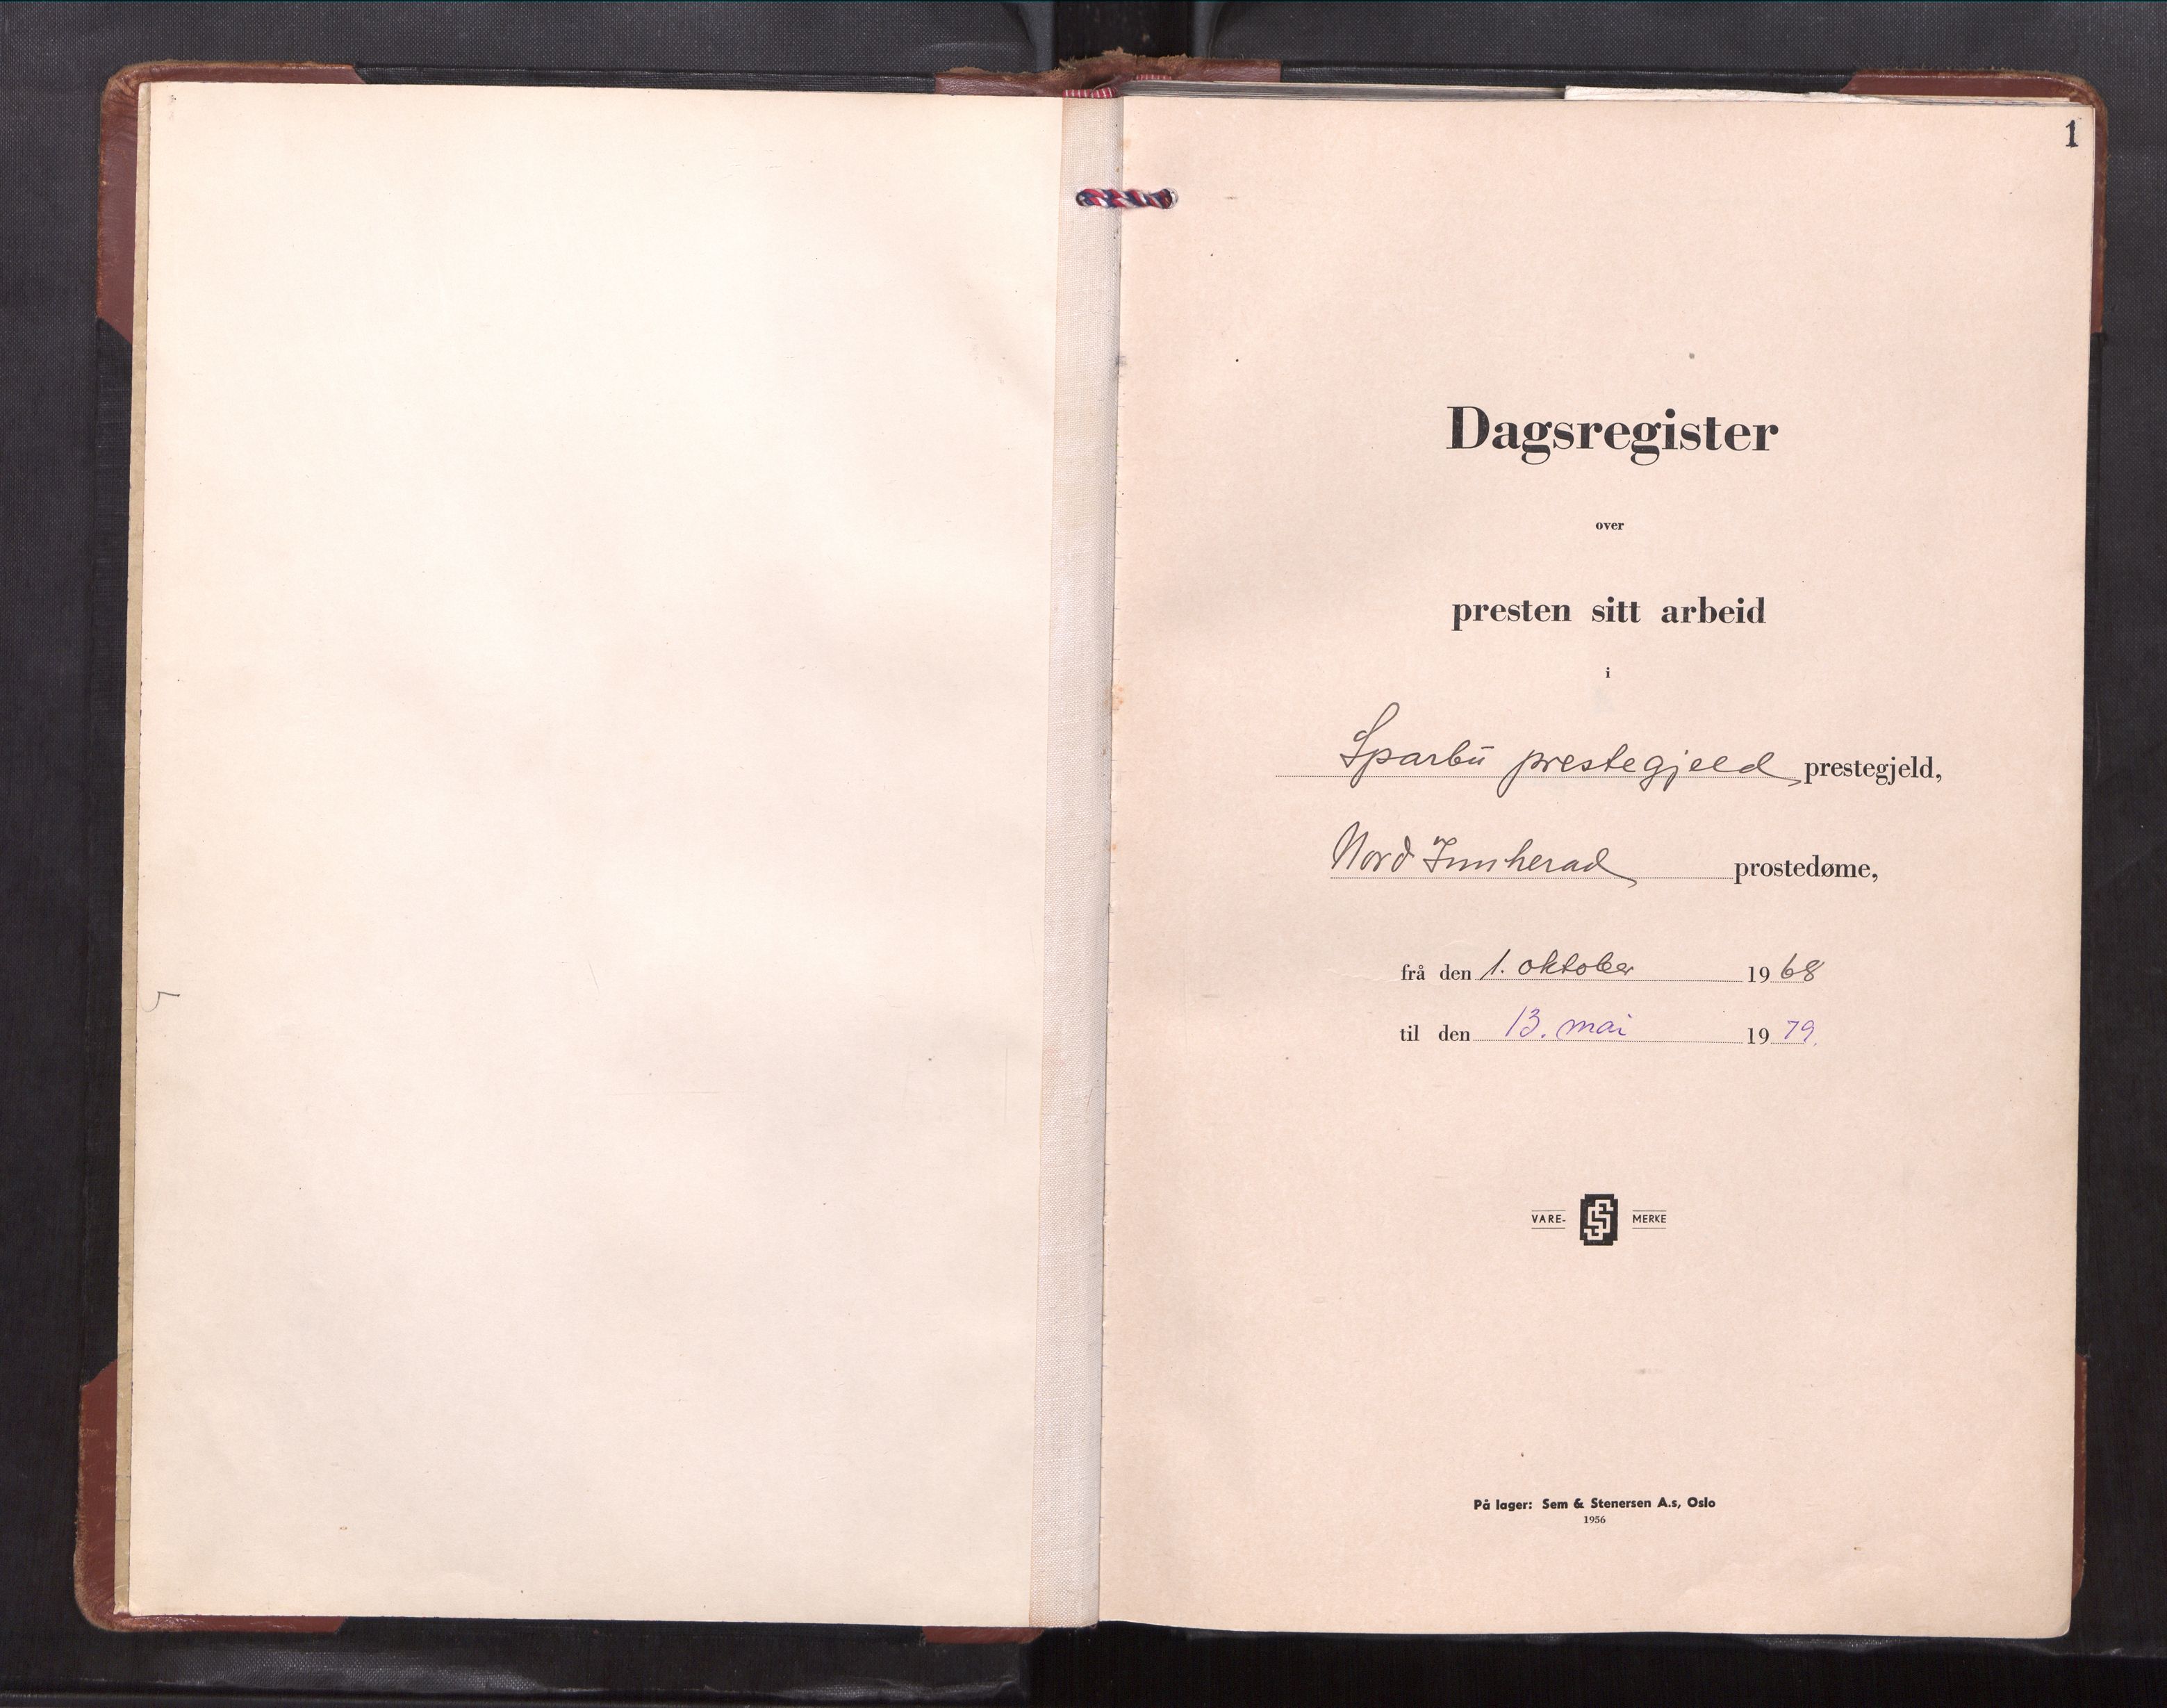 1
Dagsregister
over
presten sitt arbeid
i
Sparbu prestegjeld prestegjeld,
Nord Innherad prostedøme,
frå den 1. oktober 1968
til den 13. mai 1979.
VARE- SS MERKE
På lager: Sem & Stenersen A.s, Oslo
1956